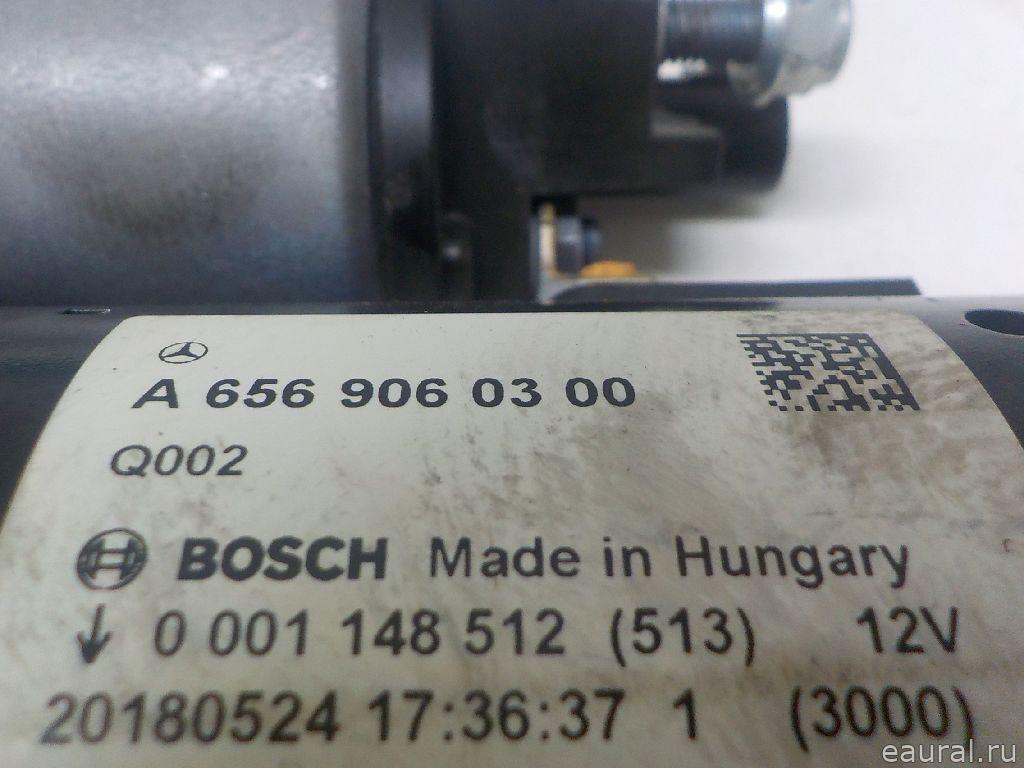 A 656 906 03 00
Q002
BOSCH Made in Hungary
↓ 0 001 148 512 (513) 12V
20180524 17:36:37 1 (3000)
eaural.ru